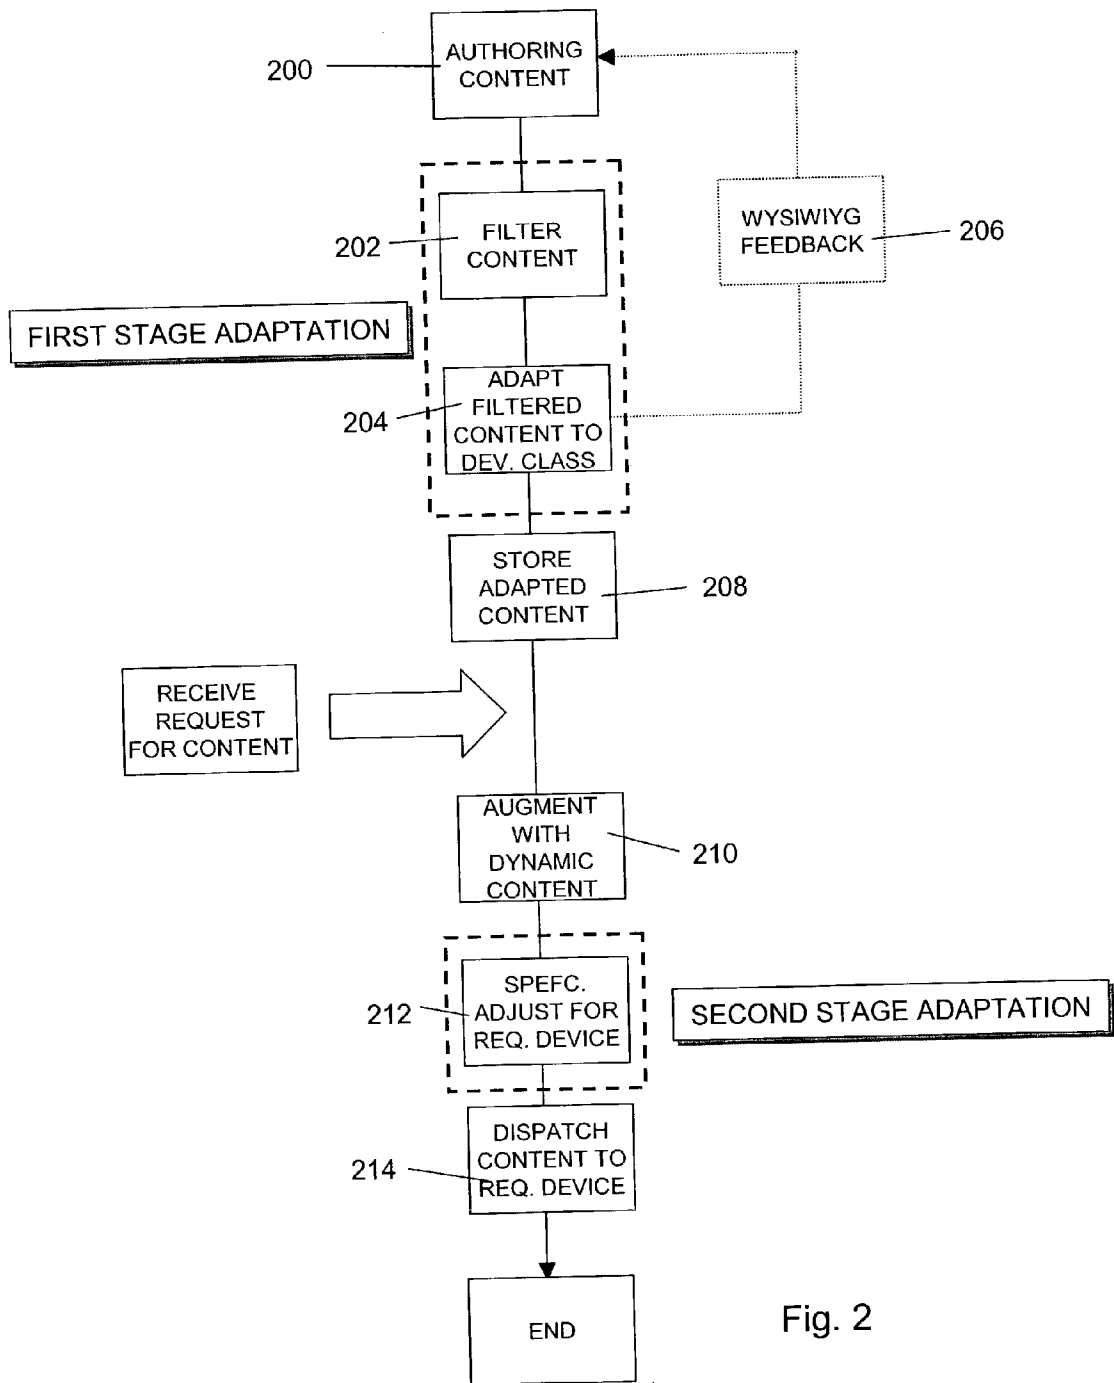 AUTHORING
CONTENT
200
FILTER
CONTENT
202
WYSIWIYG
FEEDBACK
206
FIRST STAGE ADAPTATION
ADAPT
FILTERED
CONTENT TO
DEV. CLASS
204
STORE
ADAPTED
CONTENT
208
RECEIVE
REQUEST
FOR CONTENT
AUGMENT
WITH
DYNAMIC
CONTENT
210
SPEFC.
ADJUST FOR
REQ. DEVICE
212
SECOND STAGE ADAPTATION
DISPATCH
CONTENT TO
REQ. DEVICE
214
END
Fig. 2